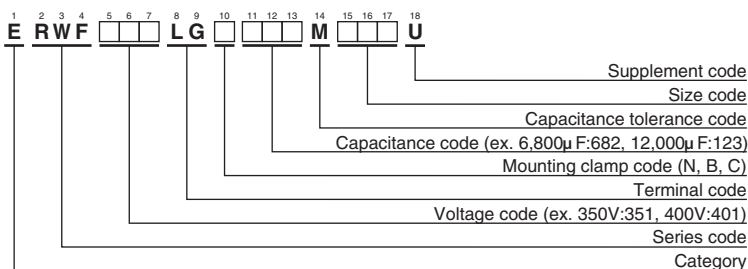 1 2 3 4 5 6 7 8 9 10 11 12 13 14 15 16 17 18
E RWF □□□ LG □ □□□ M □□□ U
Supplement code
Size code
Capacitance tolerance code
Capacitance code (ex. 6,800µF:682, 12,000µF:123)
Mounting clamp code (N, B, C)
Terminal code
Voltage code (ex. 350V:351, 400V:401)
Series code
Category